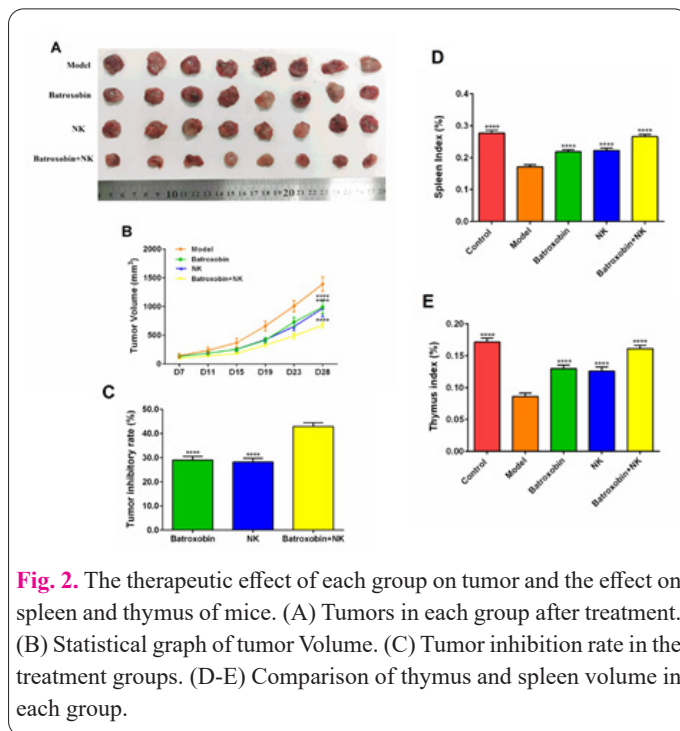 A
Model
Batroxobin
NK
Batroxobin+NK
10
20
B
Tumor Volume (mm³)
2000
1500
1000
500
0
Model
Batroxobin
NK
Batroxobin+NK
****
****
****
D7 D11 D15 D19 D23 D28
C
Tumor inhibitory rate (%)
50.0
40.0
30.0
20.0
10.0
0.0
**** ****
Batroxobin NK Batroxobin+NK
D
Spleen Index (%)
0.4
0.3
0.2
0.1
0.0
**** **** **** ****
Control Model Batroxobin NK Batroxobin+NK
E
Thymus index (%)
0.20
0.15
0.10
0.05
0.00
**** **** **** ****
Control Model Batroxobin NK Batroxobin+NK
Fig. 2. The therapeutic effect of each group on tumor and the effect on
spleen and thymus of mice. (A) Tumors in each group after treatment.
(B) Statistical graph of tumor Volume. (C) Tumor inhibition rate in the
treatment groups. (D-E) Comparison of thymus and spleen volume in
each group.